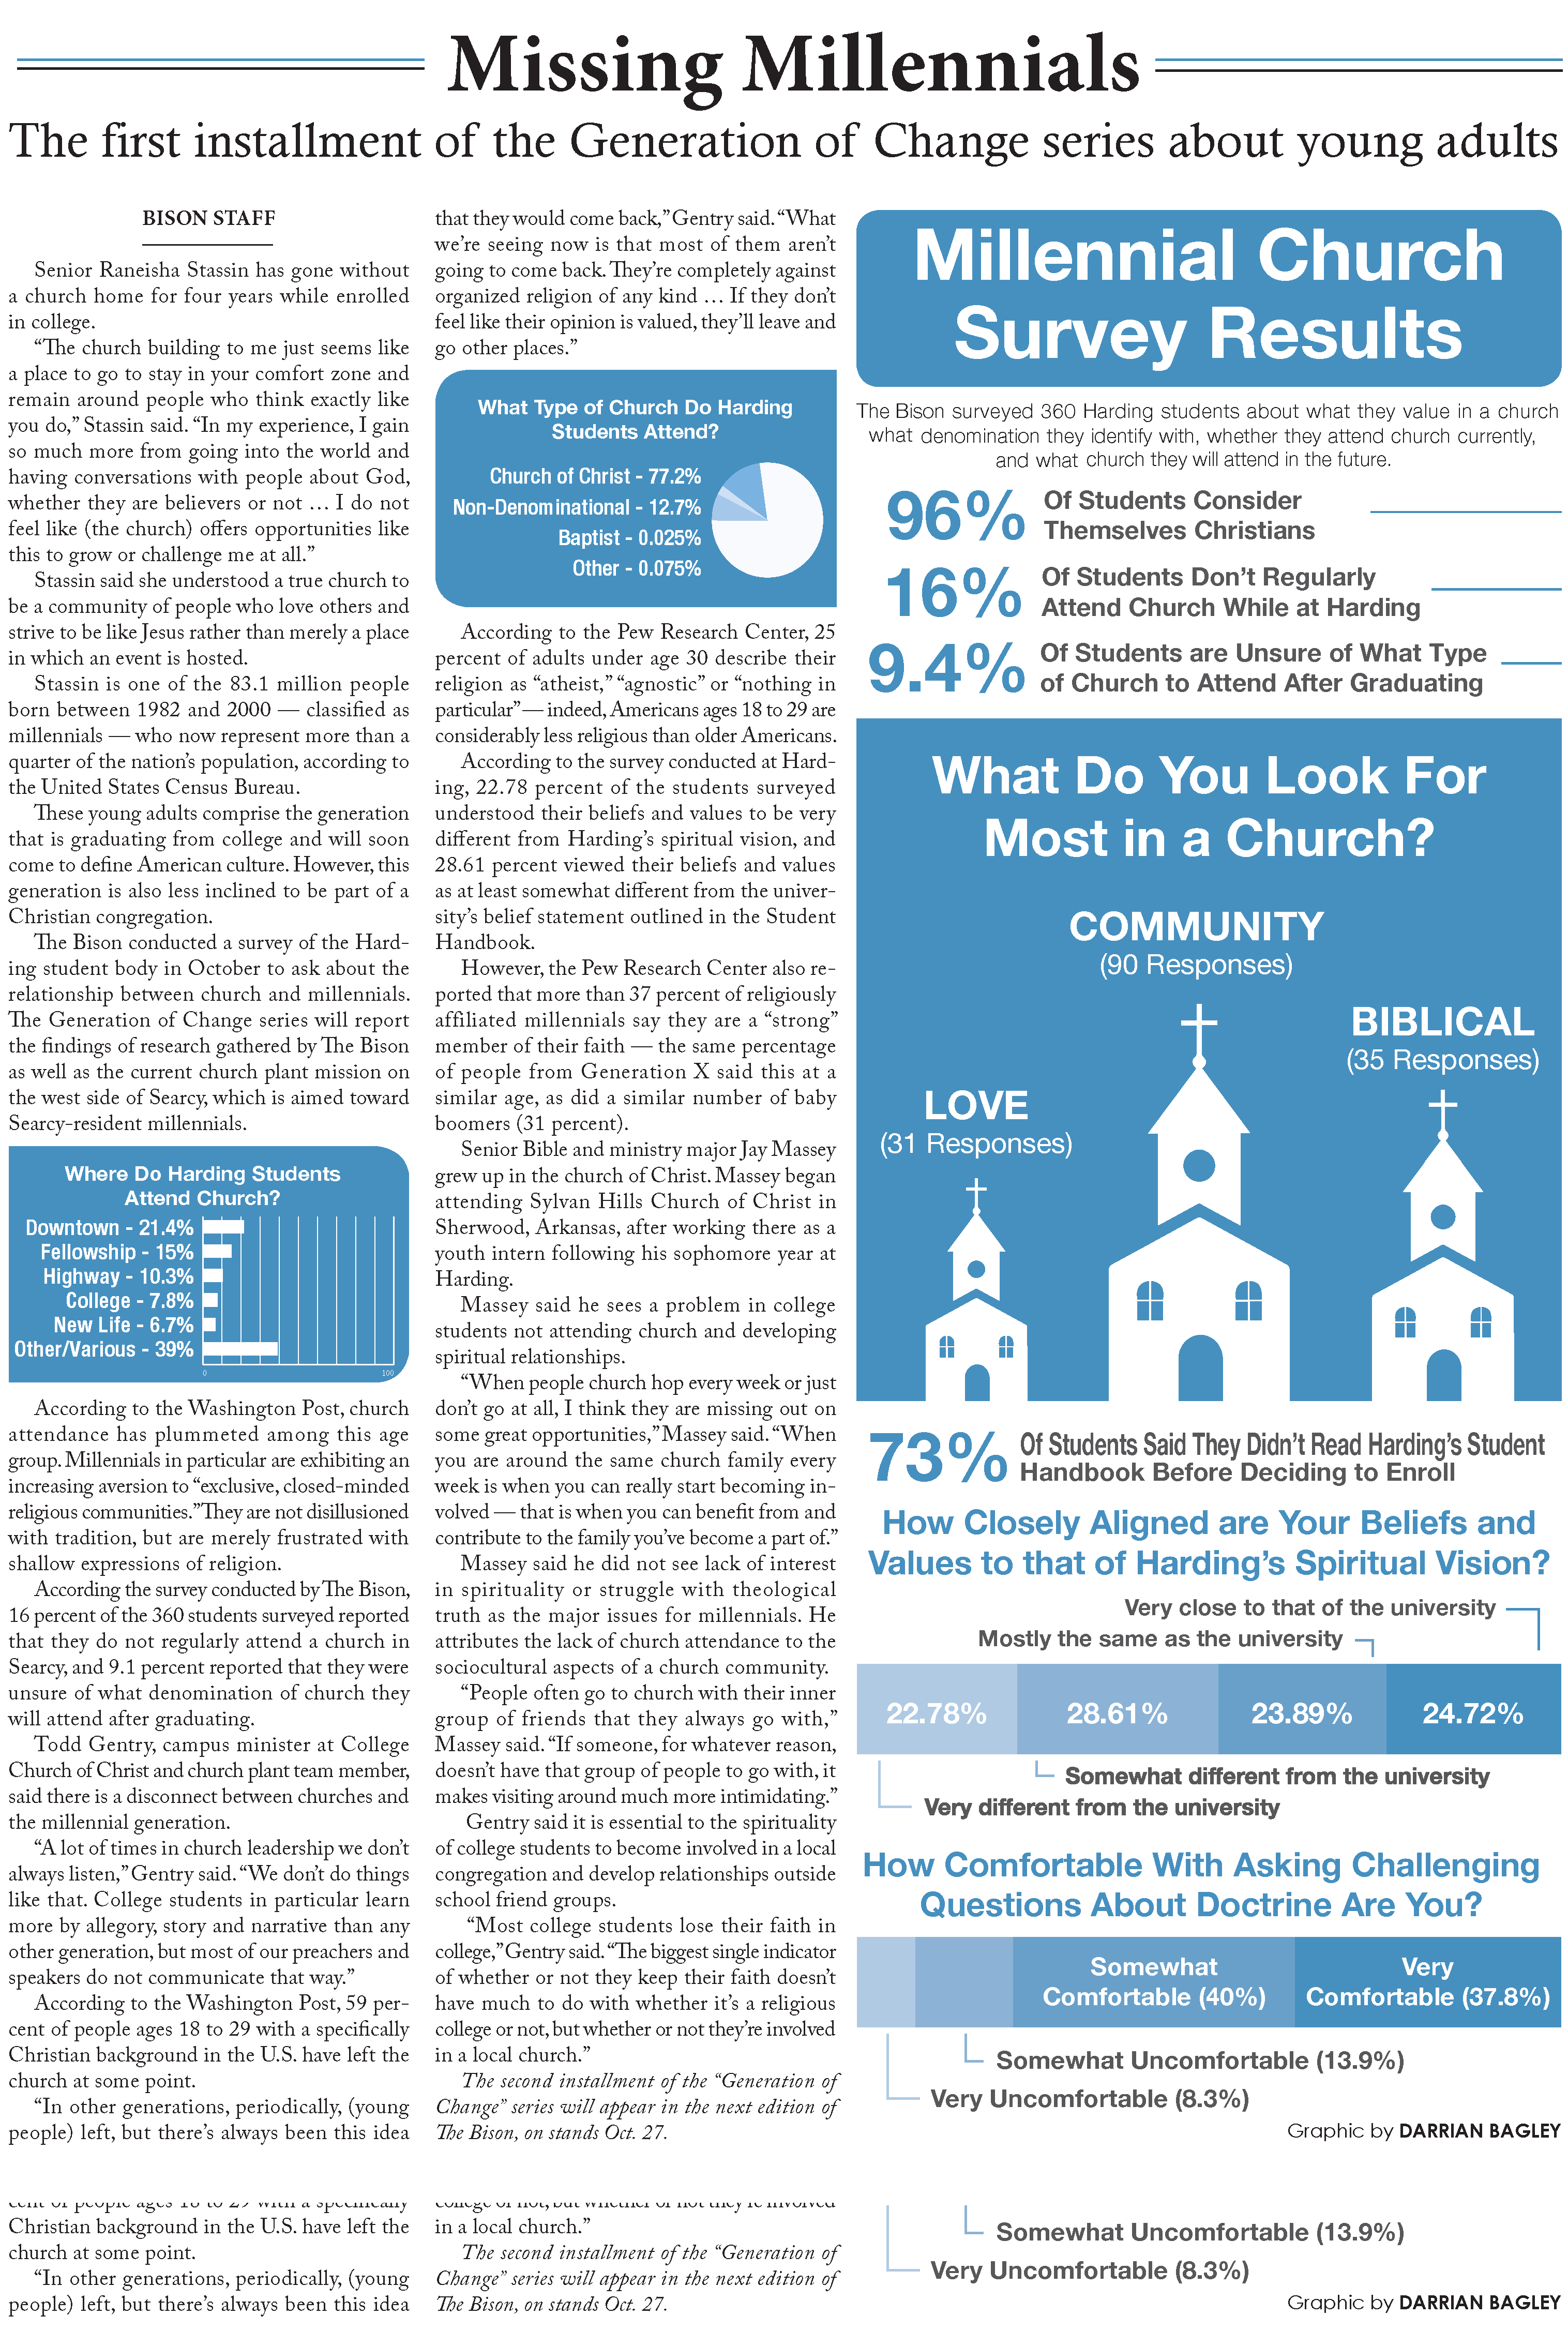 Missing Millennials
The first installment of the Generation of Change series about young adults
BISON STAFF
Senior Raneisha Stassin has gone without
a church home for four years while enrolled
in college.
“The church building to me just seems like
a place to go to stay in your comfort zone and
remain around people who think exactly like
you do,” Stassin said. “In my experience, I gain
so much more from going into the world and
having conversations with people about God,
whether they are believers or not … I do not
feel like (the church) offers opportunities like
this to grow or challenge me at all.”
Stassin said she understood a true church to
be a community of people who love others and
strive to be like Jesus rather than merely a place
in which an event is hosted.
Stassin is one of the 83.1 million people
born between 1982 and 2000 — classified as
millennials — who now represent more than a
quarter of the nation’s population, according to
the United States Census Bureau.
These young adults comprise the generation
that is graduating from college and will soon
come to define American culture. However, this
generation is also less inclined to be part of a
Christian congregation.
The Bison conducted a survey of the Hard-
ing student body in October to ask about the
relationship between church and millennials.
The Generation of Change series will report
the findings of research gathered by The Bison
as well as the current church plant mission on
the west side of Searcy, which is aimed toward
Searcy-resident millennials.
Where Do Harding Students
Attend Church?
Downtown - 21.4%
Fellowship - 15%
Highway - 10.3%
College - 7.8%
New Life - 6.7%
Other/Various - 39%
0 100
According to the Washington Post, church
attendance has plummeted among this age
group. Millennials in particular are exhibiting an
increasing aversion to “exclusive, closed-minded
religious communities.” They are not disillusioned
with tradition, but are merely frustrated with
shallow expressions of religion.
According the survey conducted by The Bison,
16 percent of the 360 students surveyed reported
that they do not regularly attend a church in
Searcy, and 9.1 percent reported that they were
unsure of what denomination of church they
will attend after graduating.
Todd Gentry, campus minister at College
Church of Christ and church plant team member,
said there is a disconnect between churches and
the millennial generation.
“A lot of times in church leadership we don’t
always listen,” Gentry said. “We don’t do things
like that. College students in particular learn
more by allegory, story and narrative than any
other generation, but most of our preachers and
speakers do not communicate that way.”
According to the Washington Post, 59 per-
cent of people ages 18 to 29 with a specifically
Christian background in the U.S. have left the
church at some point.
“In other generations, periodically, (young
people) left, but there’s always been this idea
that they would come back,” Gentry said. “What
we’re seeing now is that most of them aren’t
going to come back. They’re completely against
organized religion of any kind … If they don’t
feel like their opinion is valued, they’ll leave and
go other places.”
What Type of Church Do Harding
Students Attend?
Church of Christ - 77.2%
Non-Denominational - 12.7%
Baptist - 0.025%
Other - 0.075%
According to the Pew Research Center, 25
percent of adults under age 30 describe their
religion as “atheist,” “agnostic” or “nothing in
particular” — indeed, Americans ages 18 to 29 are
considerably less religious than older Americans.
According to the survey conducted at Hard-
ing, 22.78 percent of the students surveyed
understood their beliefs and values to be very
different from Harding’s spiritual vision, and
28.61 percent viewed their beliefs and values
as at least somewhat different from the univer-
sity’s belief statement outlined in the Student
Handbook.
However, the Pew Research Center also re-
ported that more than 37 percent of religiously
affiliated millennials say they are a “strong”
member of their faith — the same percentage
of people from Generation X said this at a
similar age, as did a similar number of baby
boomers (31 percent).
Senior Bible and ministry major Jay Massey
grew up in the church of Christ. Massey began
attending Sylvan Hills Church of Christ in
Sherwood, Arkansas, after working there as a
youth intern following his sophomore year at
Harding.
Massey said he sees a problem in college
students not attending church and developing
spiritual relationships.
“When people church hop every week or just
don’t go at all, I think they are missing out on
some great opportunities,” Massey said. “When
you are around the same church family every
week is when you can really start becoming in-
volved — that is when you can benefit from and
contribute to the family you’ve become a part of.”
Massey said he did not see lack of interest
in spirituality or struggle with theological
truth as the major issues for millennials. He
attributes the lack of church attendance to the
sociocultural aspects of a church community.
“People often go to church with their inner
group of friends that they always go with,”
Massey said. “If someone, for whatever reason,
doesn’t have that group of people to go with, it
makes visiting around much more intimidating.”
Gentry said it is essential to the spirituality
of college students to become involved in a local
congregation and develop relationships outside
school friend groups.
“Most college students lose their faith in
college,” Gentry said. “The biggest single indicator
of whether or not they keep their faith doesn’t
have much to do with whether it’s a religious
college or not, but whether or not they’re involved
in a local church.”
The second installment of the “Generation of
Change” series will appear in the next edition of
The Bison, on stands Oct. 27.
Millennial Church
Survey Results
The Bison surveyed 360 Harding students about what they value in a church
what denomination they identify with, whether they attend church currently,
and what church they will attend in the future.
96% Of Students Consider
Themselves Christians
16% Of Students Don’t Regularly
Attend Church While at Harding
9.4% Of Students are Unsure of What Type
of Church to Attend After Graduating
What Do You Look For
Most in a Church?
COMMUNITY
(90 Responses)
BIBLICAL
(35 Responses)
LOVE
(31 Responses)
73% Of Students Said They Didn’t Read Harding’s Student
Handbook Before Deciding to Enroll
How Closely Aligned are Your Beliefs and
Values to that of Harding’s Spiritual Vision?
Very close to that of the university
Mostly the same as the university
22.78% 28.61% 23.89% 24.72%
Somewhat different from the university
Very different from the university
How Comfortable With Asking Challenging
Questions About Doctrine Are You?
Somewhat
Comfortable (40%)
Very
Comfortable (37.8%)
Somewhat Uncomfortable (13.9%)
Very Uncomfortable (8.3%)
Graphic by DARRIAN BAGLEY
cent of people ages 18 to 29 with a specifically
Christian background in the U.S. have left the
church at some point.
“In other generations, periodically, (young
people) left, but there’s always been this idea
college or not, but whether or not they’re involved
in a local church.”
The second installment of the “Generation of
Change” series will appear in the next edition of
The Bison, on stands Oct. 27.
Somewhat Uncomfortable (13.9%)
Very Uncomfortable (8.3%)
Graphic by DARRIAN BAGLEY